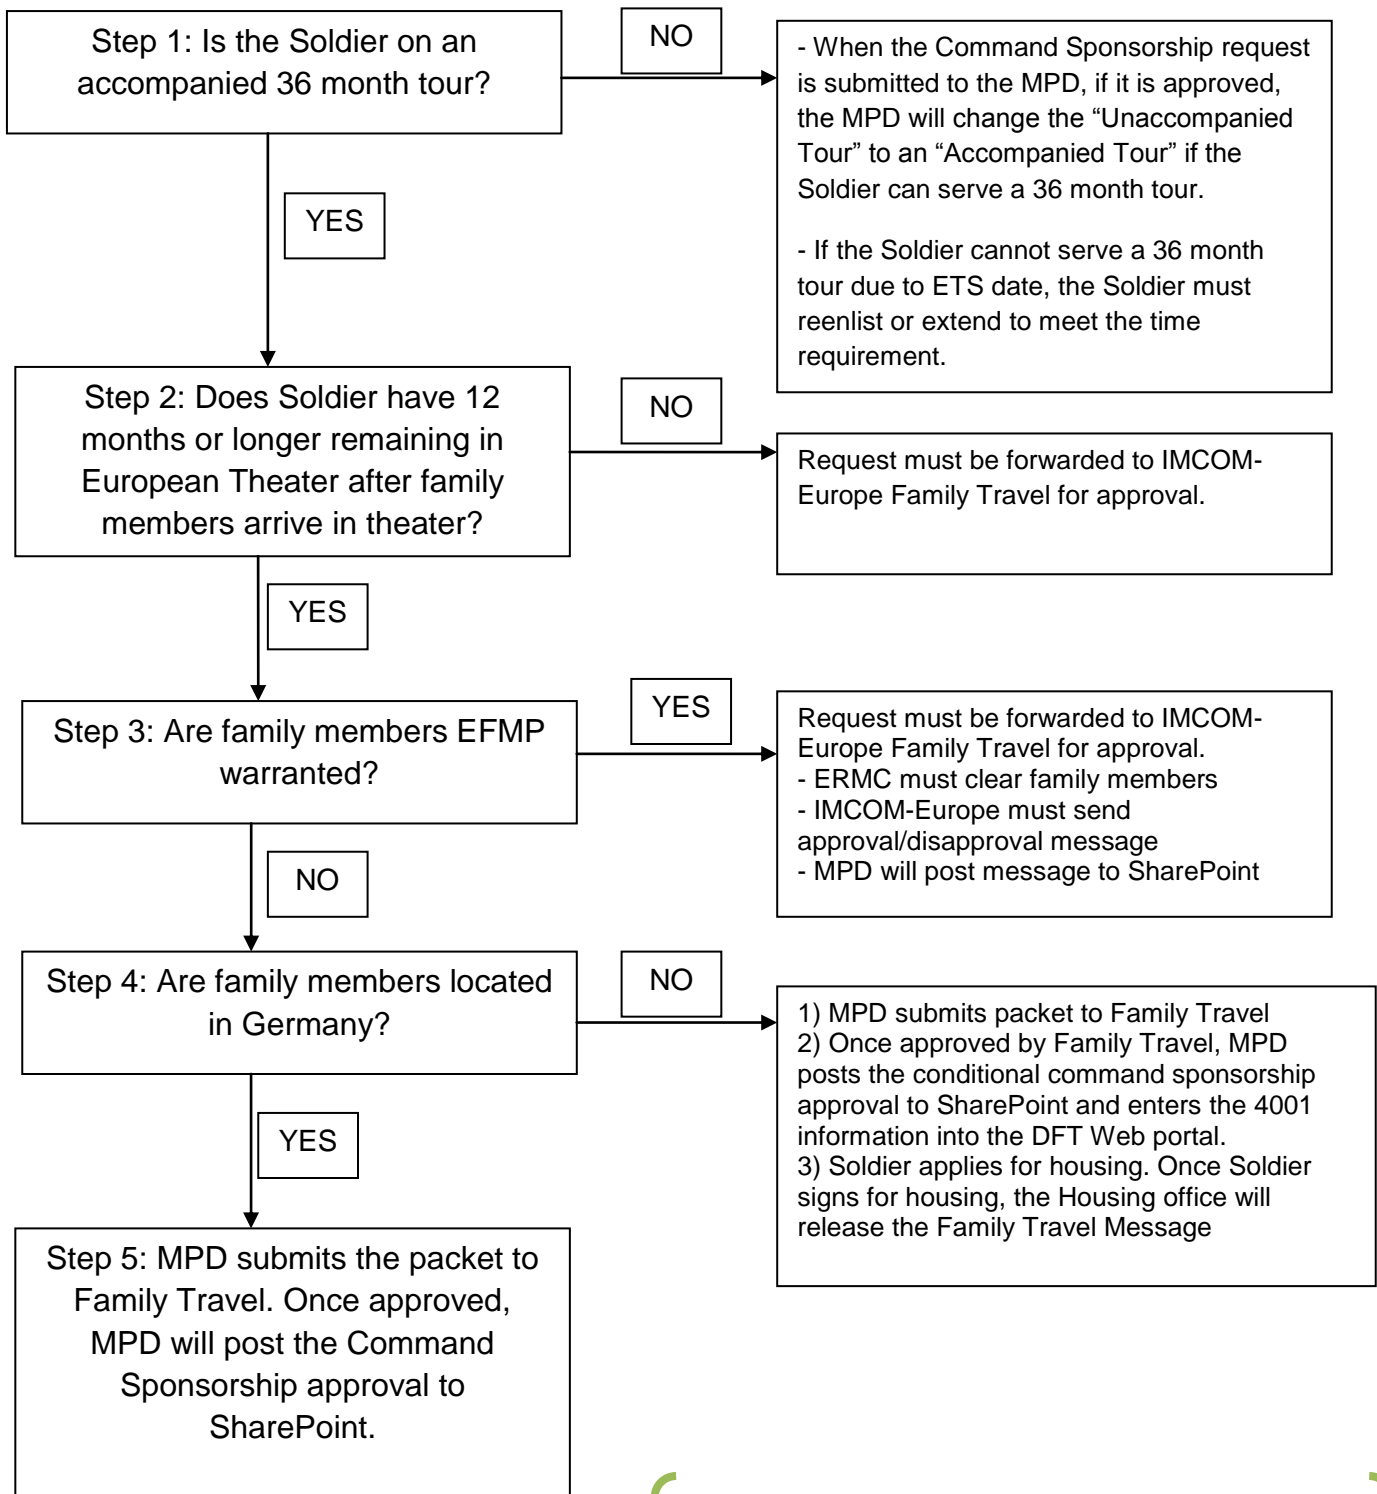 Step 1: Is the Soldier on an
accompanied 36 month tour?
NO
- When the Command Sponsorship request
is submitted to the MPD, if it is approved,
the MPD will change the “Unaccompanied
Tour” to an “Accompanied Tour” if the
Soldier can serve a 36 month tour.
- If the Soldier cannot serve a 36 month
tour due to ETS date, the Soldier must
reenlist or extend to meet the time
requirement.
YES
Step 2: Does Soldier have 12
months or longer remaining in
European Theater after family
members arrive in theater?
NO
Request must be forwarded to IMCOM-
Europe Family Travel for approval.
YES
Step 3: Are family members EFMP
warranted?
YES
Request must be forwarded to IMCOM-
Europe Family Travel for approval.
- ERMC must clear family members
- IMCOM-Europe must send
approval/disapproval message
- MPD will post message to SharePoint
NO
Step 4: Are family members located
in Germany?
NO
1) MPD submits packet to Family Travel
2) Once approved by Family Travel, MPD
posts the conditional command sponsorship
approval to SharePoint and enters the 4001
information into the DFT Web portal.
3) Soldier applies for housing. Once Soldier
signs for housing, the Housing office will
release the Family Travel Message
YES
Step 5: MPD submits the packet to
Family Travel. Once approved,
MPD will post the Command
Sponsorship approval to
SharePoint.